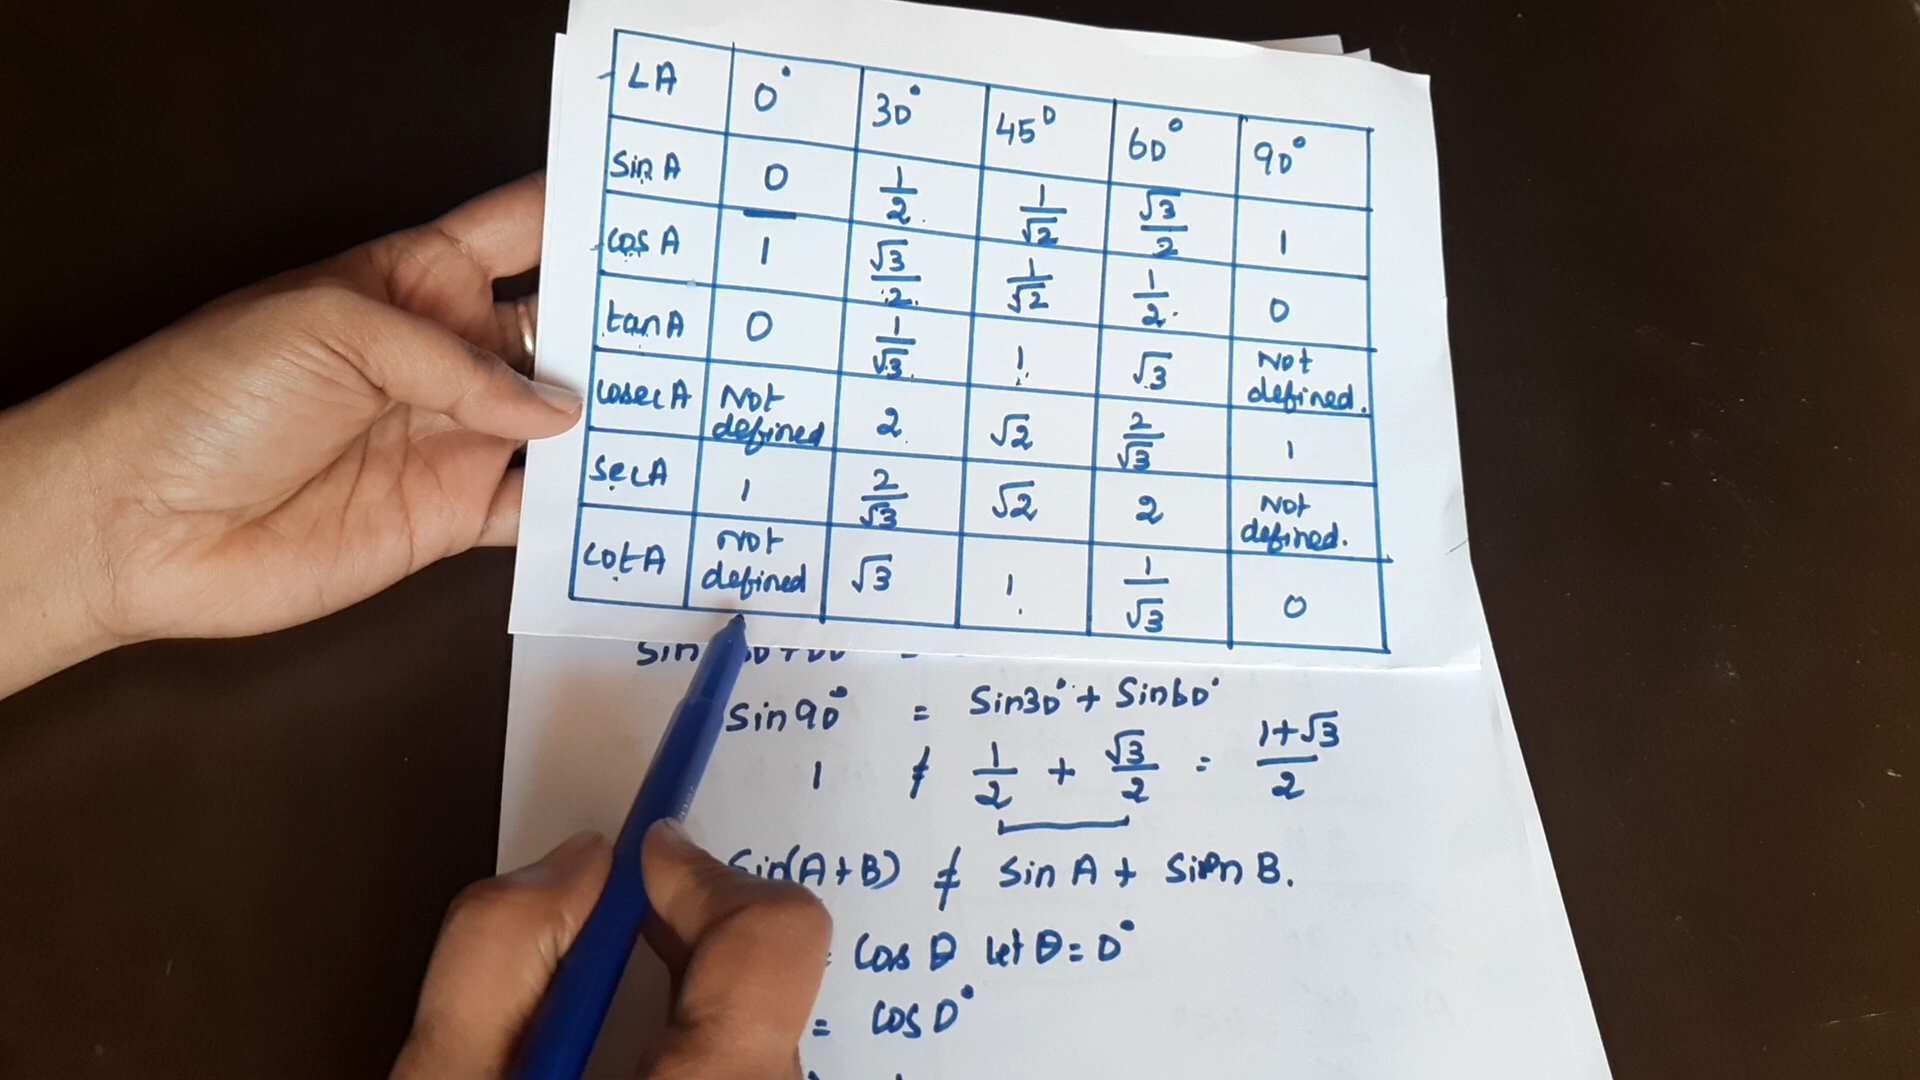 ∠A 0° 30° 45° 60° 90°
Sin A 0 1/2 1/√2 √3/2 1
Cos A 1 √3/2 1/√2 1/2 0
tan A 0 1/√3 1 √3 Not defined.
Cosec A Not defined 2 √2 2/√3 1
Sec A 1 2/√3 √2 2 Not defined.
Cot A Not defined √3 1 1/√3 0
Sin
Sin 90° = Sin30° + Sin60°
1 ≠ 1/2 + √3/2 = 1+√3/2
Sin(A+B) ≠ Sin A + Sin B.
= Cos θ let θ = 0°
= Cos 0°